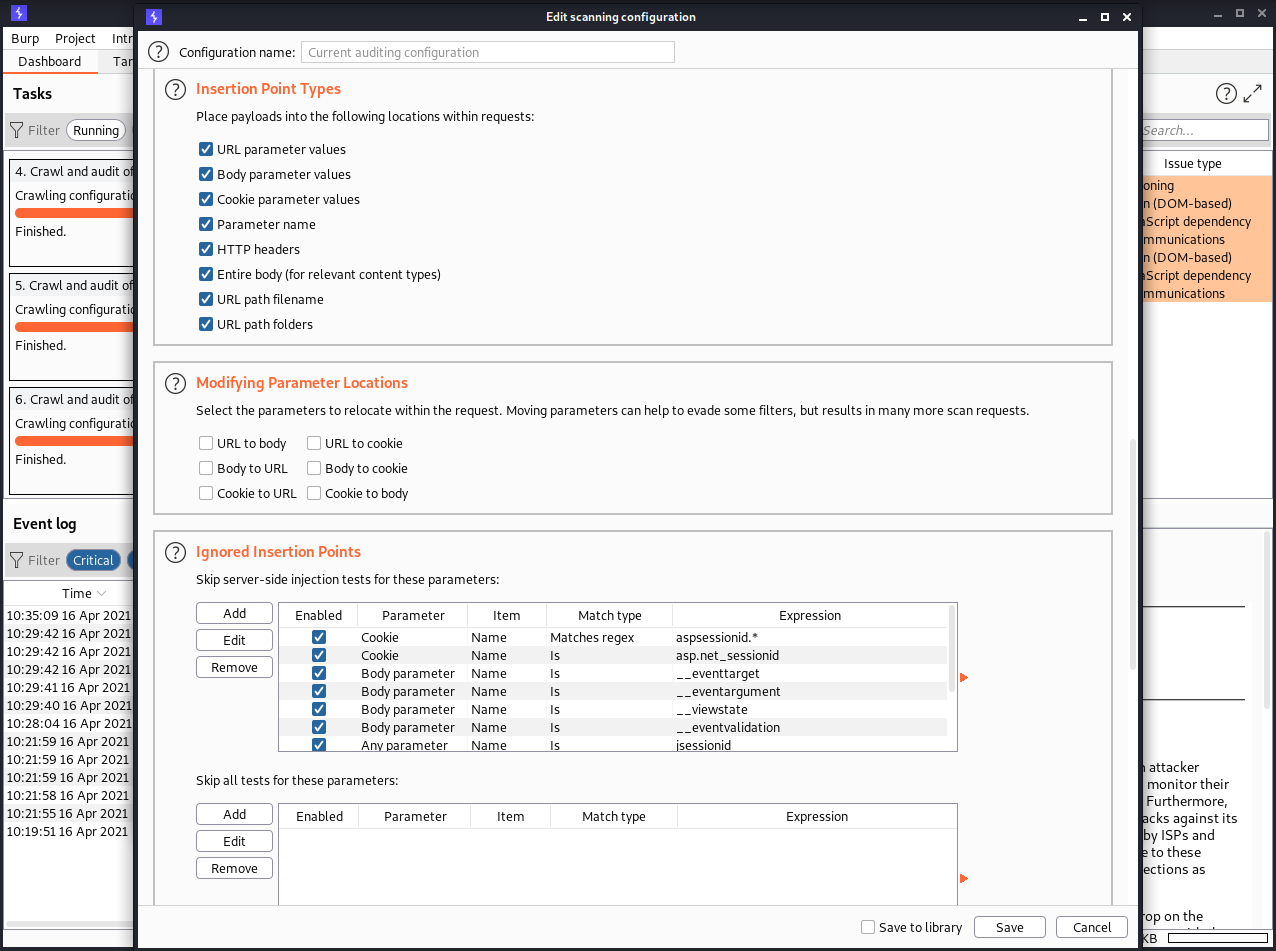 Edit scanning configuration
Burp Project Intr
Dashboard Tar
Tasks
Filter Running
4. Crawl and audit of
Crawling configuratio
Finished.
5. Crawl and audit of
Crawling configuratio
Finished.
6. Crawl and audit of
Crawling configuratio
Finished.
Event log
Filter Critical
Time
10:35:09 16 Apr 2021
10:29:42 16 Apr 2021
10:29:42 16 Apr 2021
10:29:42 16 Apr 2021
10:29:41 16 Apr 2021
10:29:40 16 Apr 2021
10:28:04 16 Apr 2021
10:21:59 16 Apr 2021
10:21:59 16 Apr 2021
10:21:59 16 Apr 2021
10:21:58 16 Apr 2021
10:21:55 16 Apr 2021
10:19:51 16 Apr 2021
? Configuration name: Current auditing configuration
? Insertion Point Types
Place payloads into the following locations within requests:
URL parameter values
Body parameter values
Cookie parameter values
Parameter name
HTTP headers
Entire body (for relevant content types)
URL path filename
URL path folders
? Modifying Parameter Locations
Select the parameters to relocate within the request. Moving parameters can help to evade some filters, but results in many more scan requests.
URL to body URL to cookie
Body to URL Body to cookie
Cookie to URL Cookie to body
? Ignored Insertion Points
Skip server-side injection tests for these parameters:
Add
Edit
Remove
Enabled Parameter Item Match type Expression
Cookie Name Matches regex aspsessionid.*
Cookie Name Is asp.net_sessionid
Body parameter Name Is __eventtarget
Body parameter Name Is __eventargument
Body parameter Name Is __viewstate
Body parameter Name Is __eventvalidation
Any parameter Name Is jsessionid
Skip all tests for these parameters:
Add
Edit
Remove
Enabled Parameter Item Match type Expression
Save to library Save Cancel
?
Search...
Issue type
oning
n (DOM-based)
aScript dependency
mmunications
n (DOM-based)
aScript dependency
mmunications
attacker
monitor their
Furthermore,
acks against its
by ISPs and
e to these
ections as
rop on the
KB